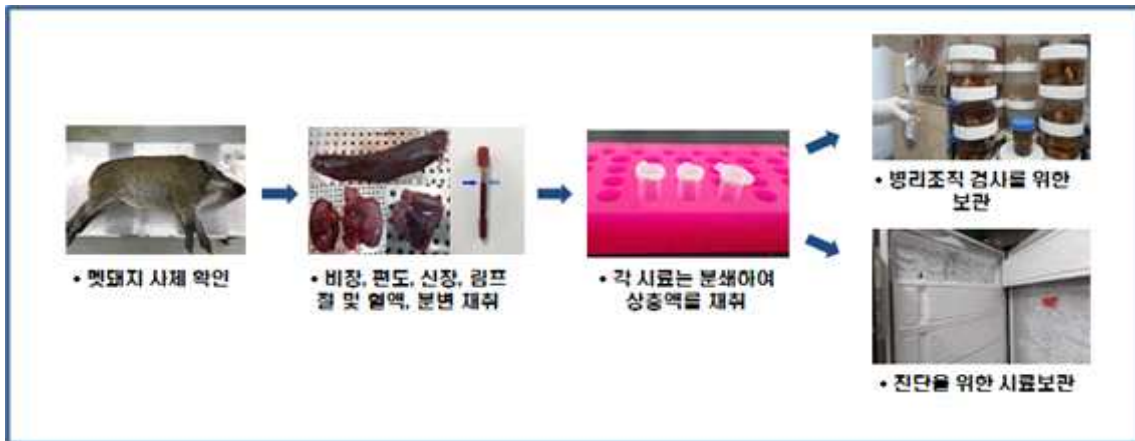 • 멧돼지 사체 확인
• 비장, 편도, 신장, 림프
절 및 혈액, 분변 채취
• 각 시료는 분쇄하여
상층액를 채취
• 병리조직 검사를 위한
보관
• 진단을 위한 시료보관